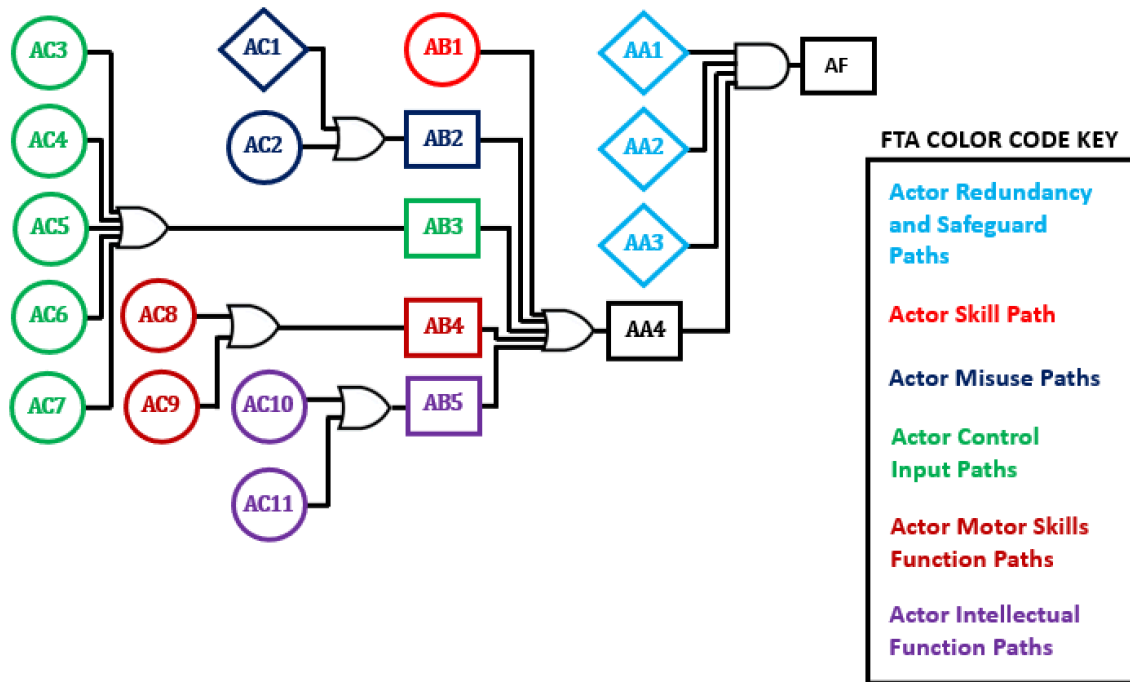 AC3
AC1
AB1
AA1
AF
AC4
AC2
AB2
AA2
FTA COLOR CODE KEY
AC5
AB3
AA3
Actor Redundancy
and Safeguard
Paths
AC6
AC8
AB4
AA4
Actor Skill Path
AC7
AC9
AC10
AB5
Actor Misuse Paths
AC11
Actor Control
Input Paths
Actor Motor Skills
Function Paths
Actor Intellectual
Function Paths